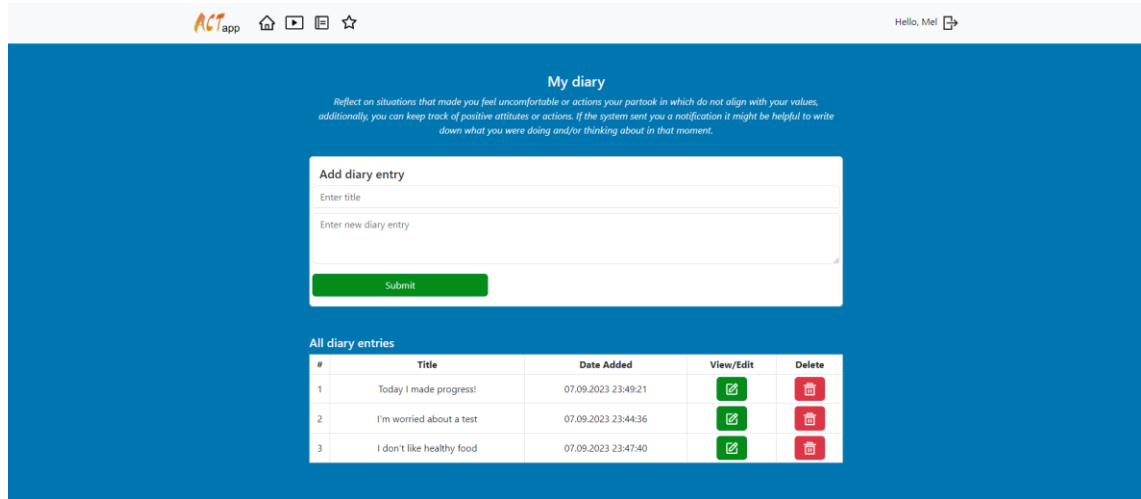 ACTapp
Hello, Mel
My diary
Reflect on situations that made you feel uncomfortable or actions your partook in which do not align with your values,
additionally, you can keep track of positive attitutes or actions. If the system sent you a notification it might be helpful to write
down what you were doing and/or thinking about in that moment.
Add diary entry
Enter title
Enter new diary entry
Submit
All diary entries
# Title Date Added View/Edit Delete
1 Today I made progress! 07.09.2023 23:49:21
2 I'm worried about a test 07.09.2023 23:44:36
3 I don't like healthy food 07.09.2023 23:47:40